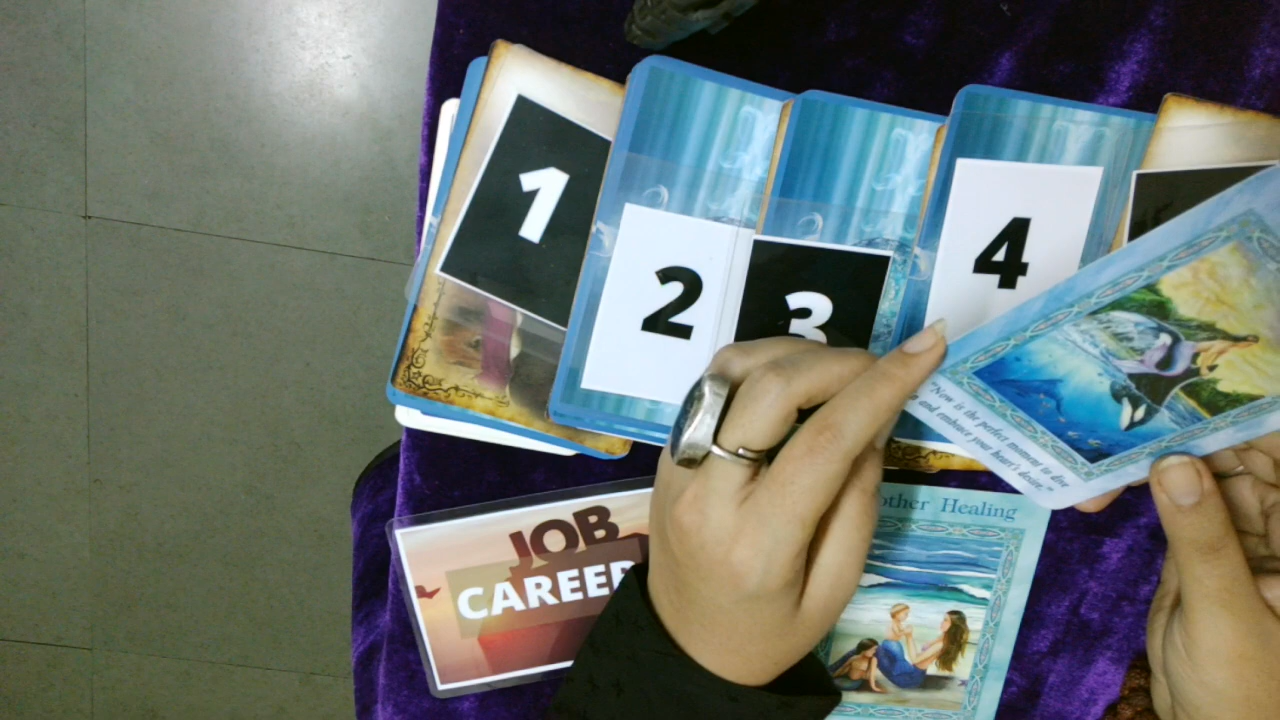 1
2
3
4
"Now is the perfect moment to dive
and embrace your heart's desire."
JOB
CAREER
other Healing